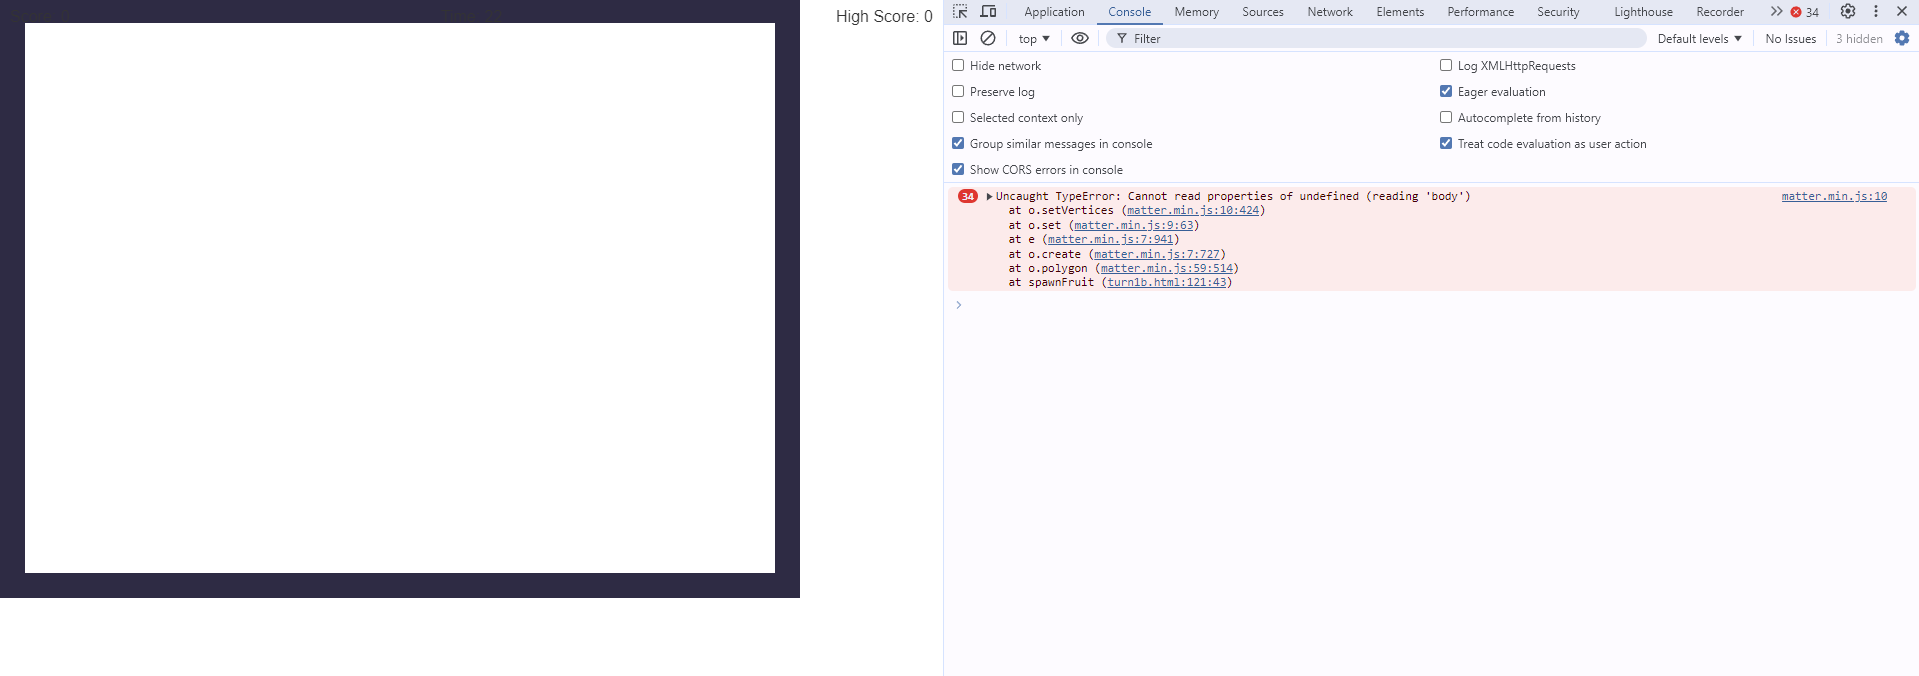 High Score: 0
Application Console Memory Sources Network Elements Performance Security Lighthouse Recorder 34
top Filter Default levels No Issues 3 hidden
Hide network Log XMLHttpRequests
Preserve log Eager evaluation
Selected context only Autocomplete from history
Group similar messages in console Treat code evaluation as user action
Show CORS errors in console
34 Uncaught TypeError: Cannot read properties of undefined (reading 'body') matter.min.js:10
at o.setVertices (matter.min.js:10:424)
at o.set (matter.min.js:9:63)
at e (matter.min.js:7:941)
at o.create (matter.min.js:7:727)
at o.polygon (matter.min.js:59:514)
at spawnFruit (turn1b.html:121:43)